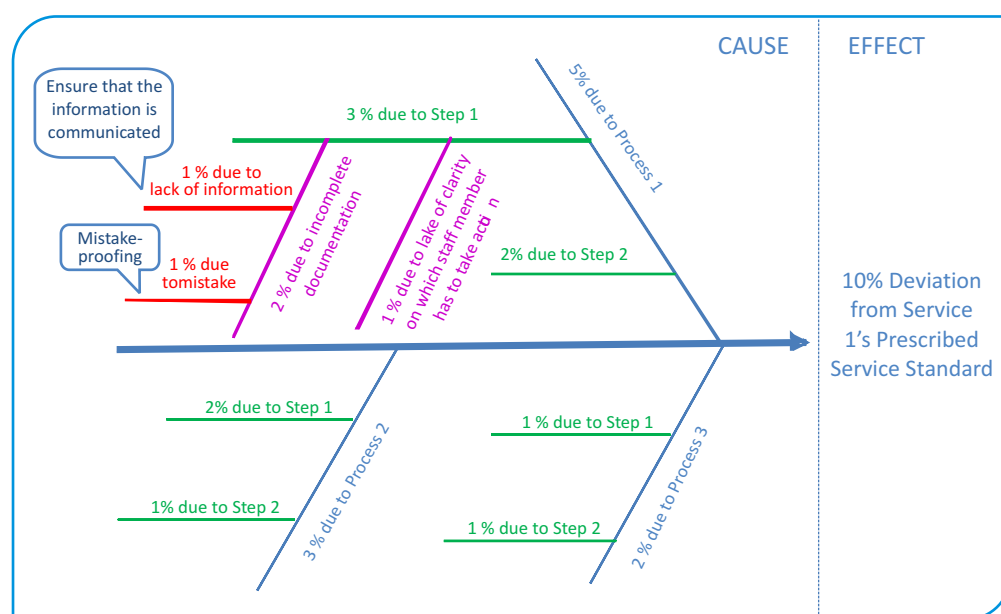 CAUSE
EFFECT
Ensure that the
information is
communicated
3 % due to Step 1
5% due to Process 1
1 % due to
lack of information
Mistake-
proofing
1 % due
tomistake
2 % due to incomplete
documentation
1 % due to lake of clarity
on which staff member
has to take acti n
2% due to Step 2
10% Deviation
from Service
1's Prescribed
Service Standard
2% due to Step 1
1% due to Step 2
3 % due to Process 2
1 % due to Step 1
1 % due to Step 2
2 % due to Process 3